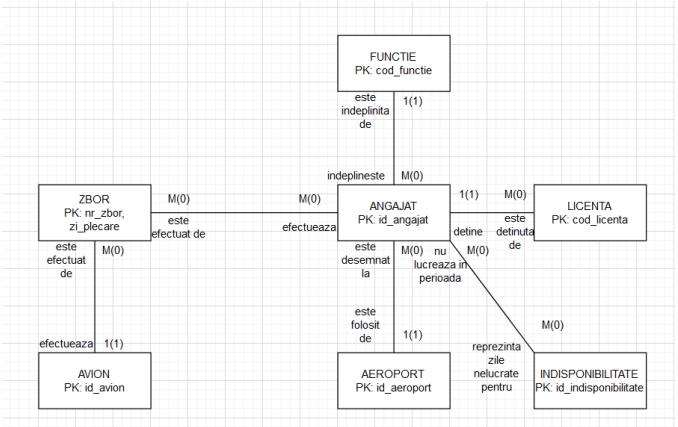 FUNCTIE
PK: cod_functie
este
indeplinita
de
1(1)
indeplineste
M(0)
ZBOR
PK: nr_zbor,
zi_plecare
M(0)
este
efectuat de
M(0)
efectueaza
ANGAJAT
PK: id_angajat
1(1)
detine
M(0)
este
detinuta
de
LICENTA
PK: cod_licenta
este
efectuat
de
M(0)
este
desemnat
la
M(0)
nu
lucreaza in
perioada
M(0)
efectueaza
1(1)
este
folosit
de
1(1)
M(0)
reprezinta
zile
nelucrate
pentru
AVION
PK: id_avion
AEROPORT
PK: id_aeroport
INDISPONIBILITATE
PK: id_indisponibilitate